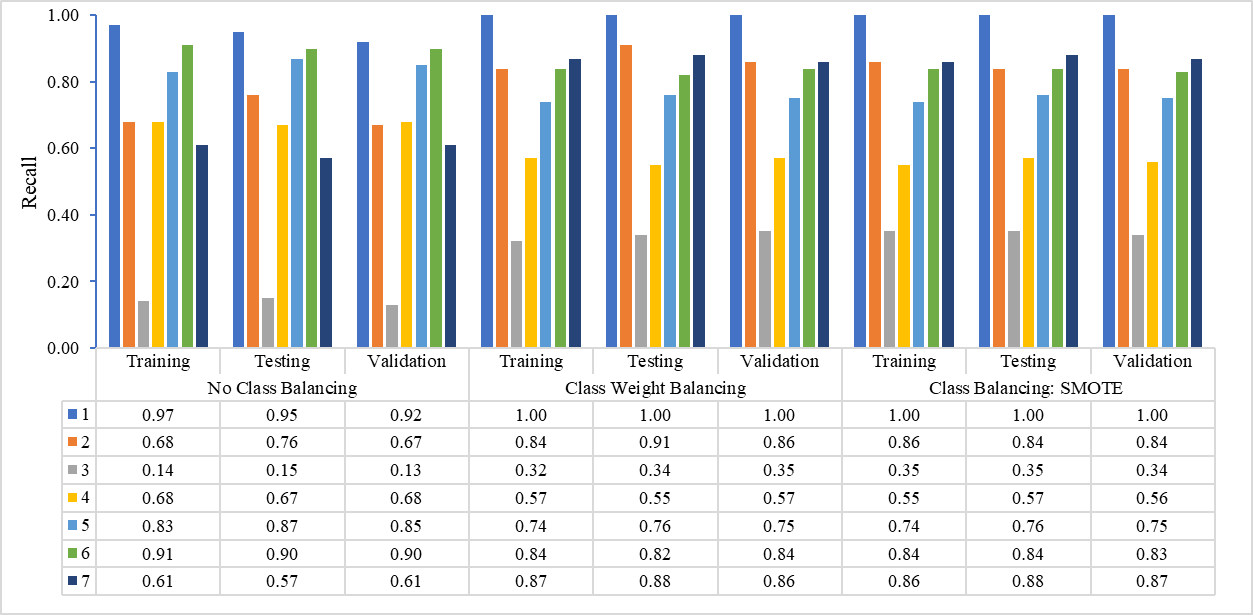 1.00
0.80
0.60
0.40
0.20
0.00
Recall
Training Testing Validation Training Testing Validation Training Testing Validation
No Class Balancing Class Weight Balancing Class Balancing: SMOTE
1 0.97 0.95 0.92 1.00 1.00 1.00 1.00 1.00 1.00
2 0.68 0.76 0.67 0.84 0.91 0.86 0.86 0.84 0.84
3 0.14 0.15 0.13 0.32 0.34 0.35 0.35 0.35 0.34
4 0.68 0.67 0.68 0.57 0.55 0.57 0.55 0.57 0.56
5 0.83 0.87 0.85 0.74 0.76 0.75 0.74 0.76 0.75
6 0.91 0.90 0.90 0.84 0.82 0.84 0.84 0.84 0.83
7 0.61 0.57 0.61 0.87 0.88 0.86 0.86 0.88 0.87